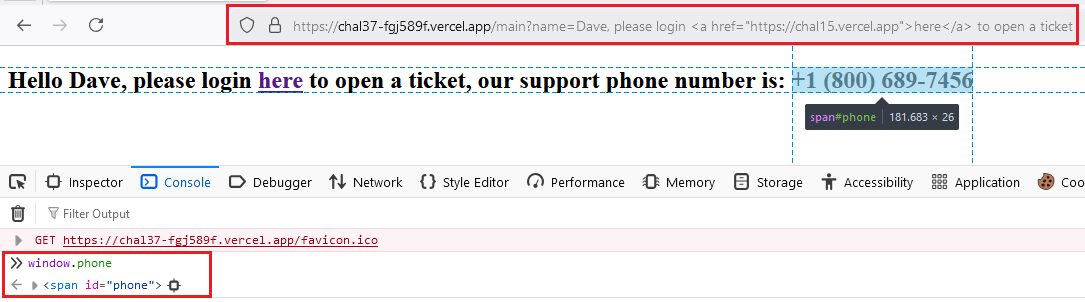 https://chal37-fgj589f.vercel.app/main?name=Dave, please login <a href="https://chal15.vercel.app">here</a> to open a ticket
Hello Dave, please login here to open a ticket, our support phone number is: +1 (800) 689-7456
span#phone 181.683 × 26
Inspector Console Debugger Network Style Editor Performance Memory Storage Accessibility Application Coo
Filter Output
GET https://chal37-fgj589f.vercel.app/favicon.ico
window.phone
<span id="phone">